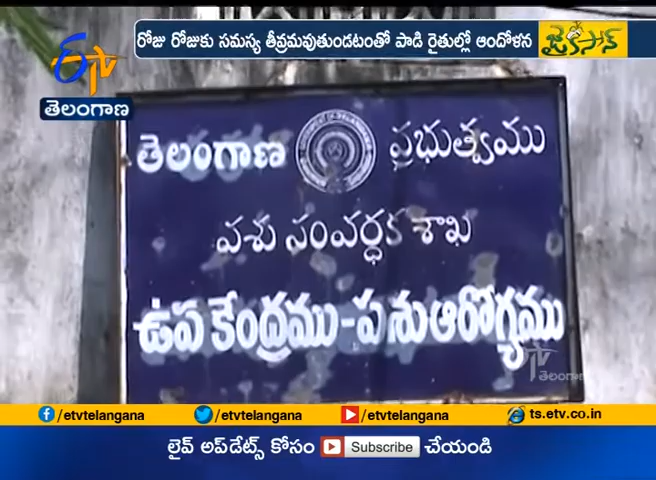 రోజు రోజుకు సమస్య తీవ్రమవుతుండటంతో పాడి రైతుల్లో ఆందోళన
జైకిసాన్
ETV
తెలంగాణ
తెలంగాణ ప్రభుత్వము
పశు సంవర్ధక శాఖ
ఉప కేంద్రము-పశుఆరోగ్యము
తెలంగాణ
/etvtelangana /etvtelangana /etvtelangana ts.etv.co.in
లైవ్ అప్‌డేట్స్ కోసం Subscribe చేయండి